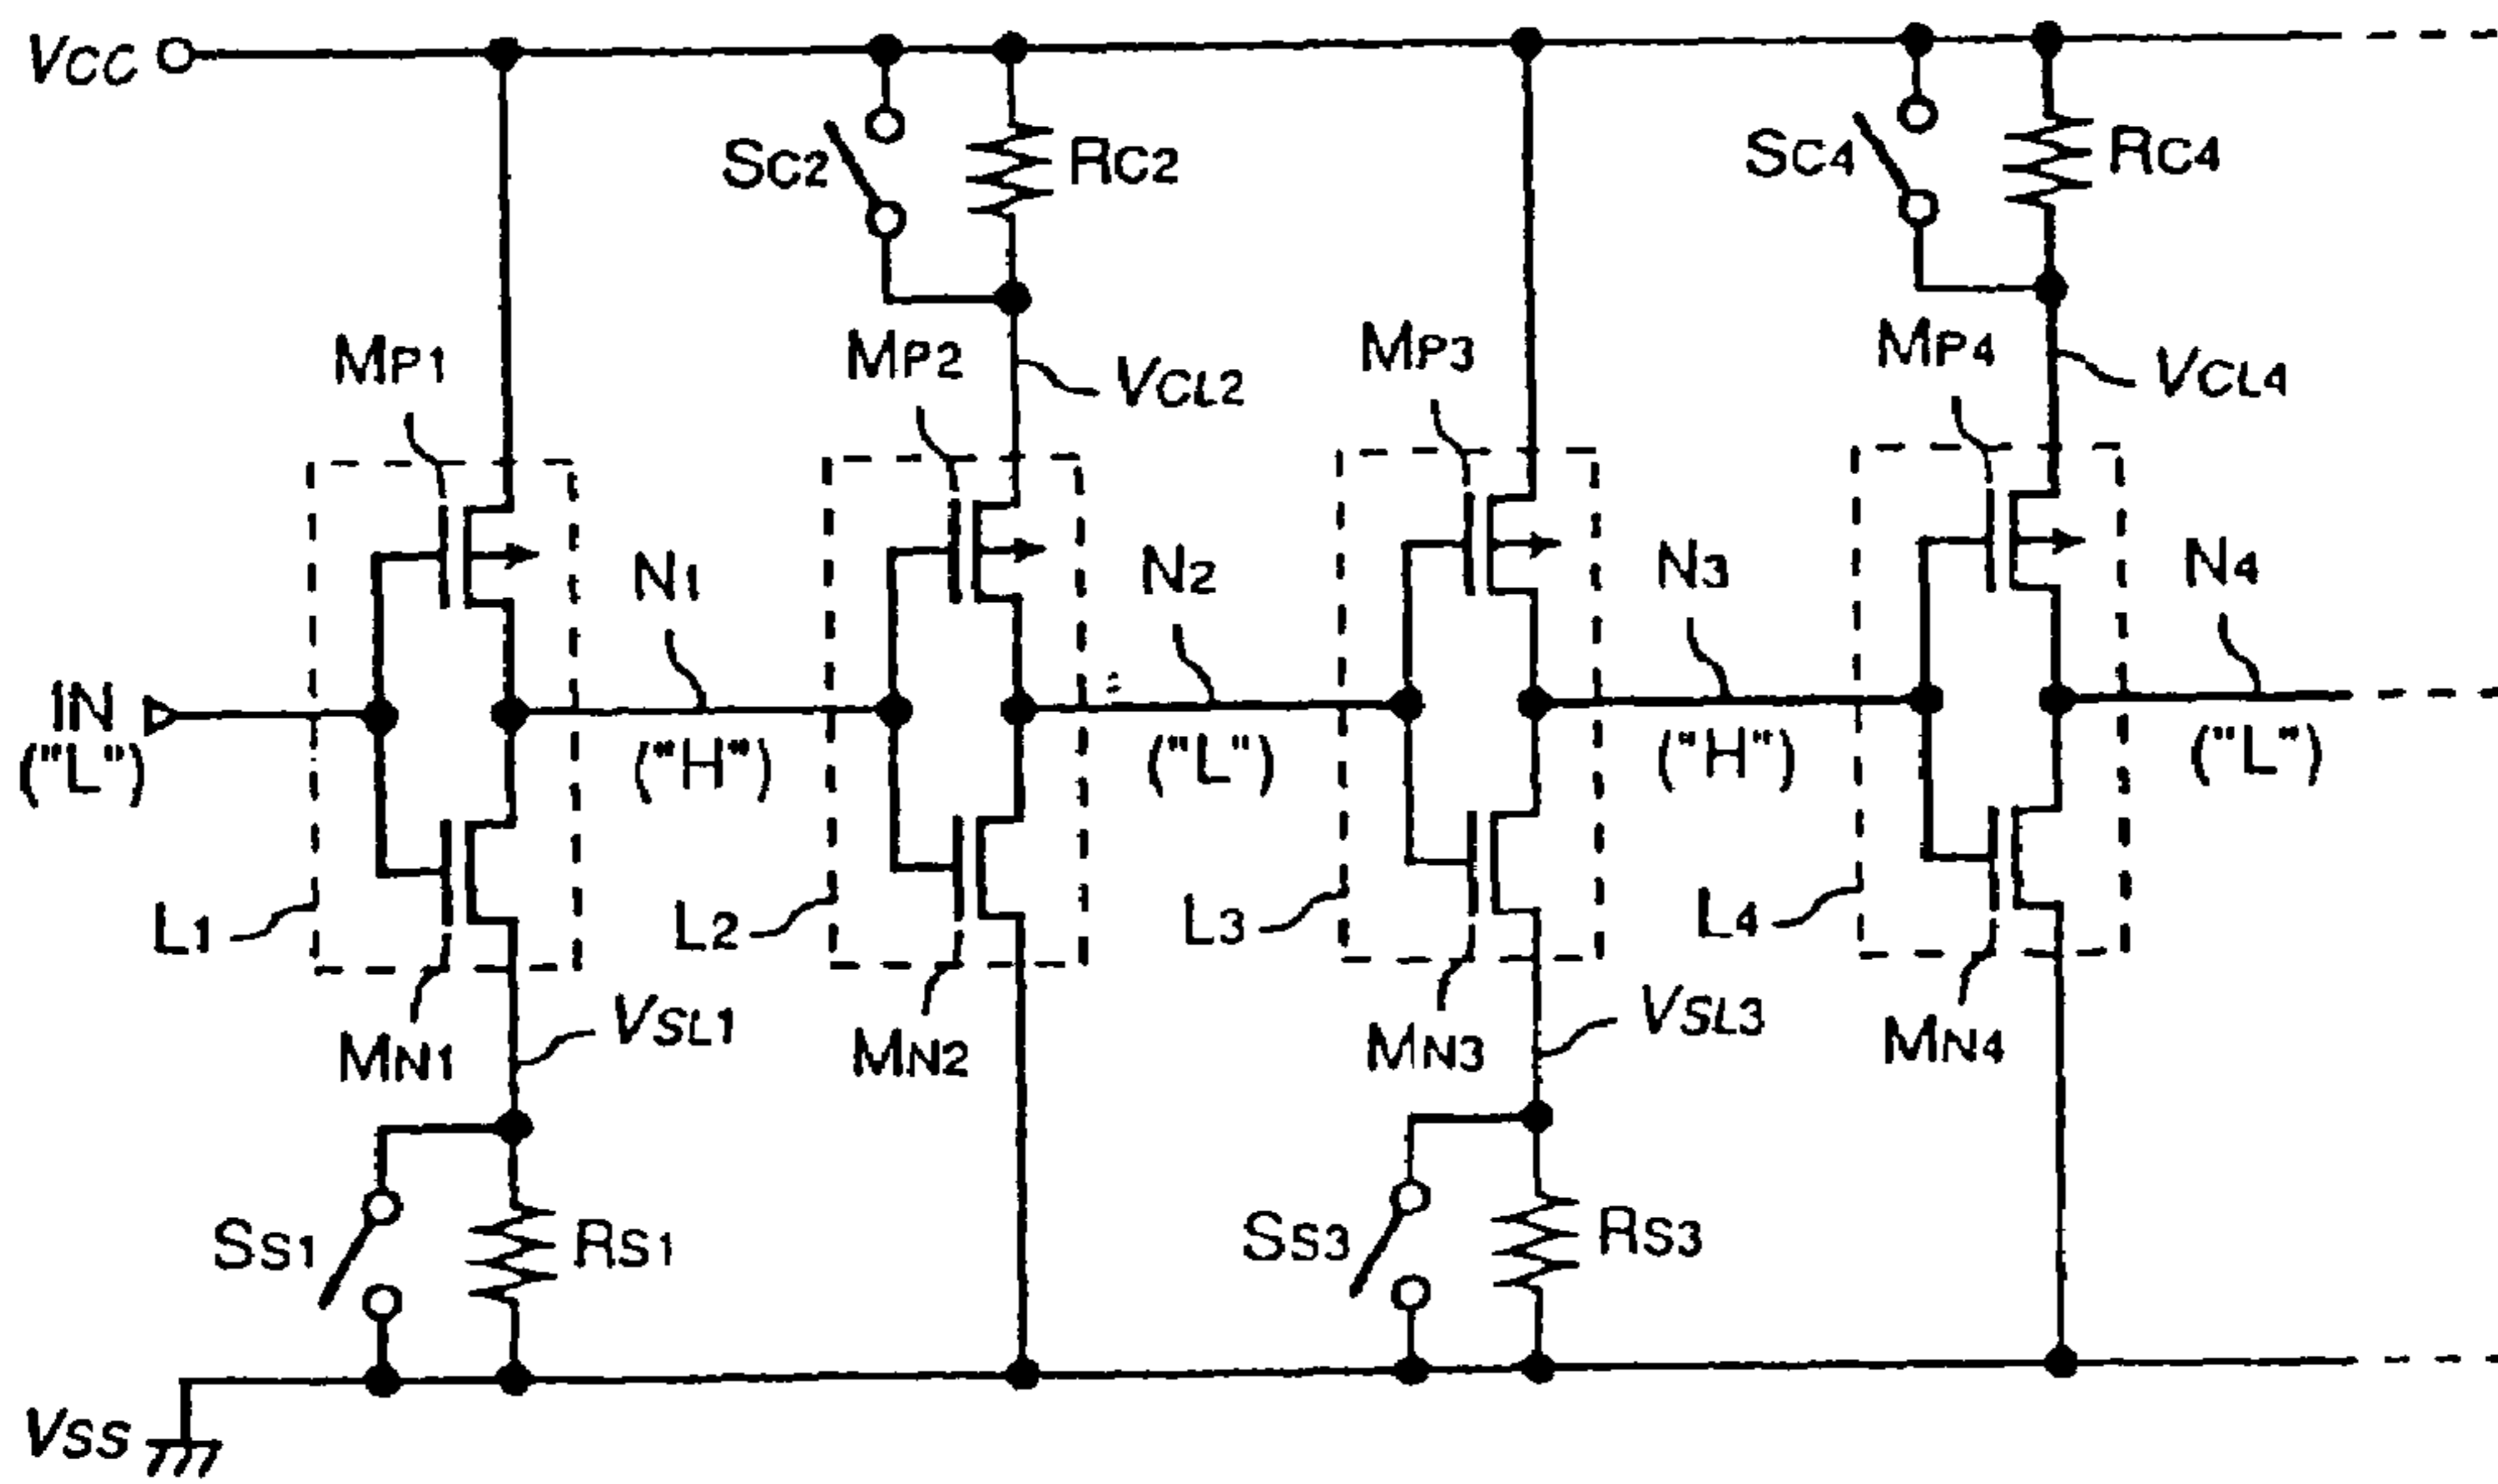 VCC
SC2
RC2
SC4
RC4
MP1
MP2
VCL2
MP3
MP4
VCL4
N1
N2
N3
N4
IN
("L")
("H")
("L")
("H")
("L")
L1
L2
L3
L4
MN1
VSL1
MN2
MN3
VSL3
MN4
SS1
RS1
SS3
RS3
VSS